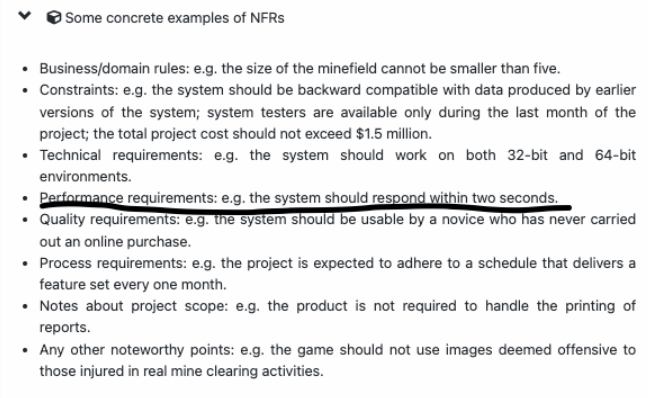 Some concrete examples of NFRs
• Business/domain rules: e.g. the size of the minefield cannot be smaller than five.
• Constraints: e.g. the system should be backward compatible with data produced by earlier
versions of the system; system testers are available only during the last month of the
project; the total project cost should not exceed $1.5 million.
• Technical requirements: e.g. the system should work on both 32-bit and 64-bit
environments.
• Performance requirements: e.g. the system should respond within two seconds.
• Quality requirements: e.g. the system should be usable by a novice who has never carried
out an online purchase.
• Process requirements: e.g. the project is expected to adhere to a schedule that delivers a
feature set every one month.
• Notes about project scope: e.g. the product is not required to handle the printing of
reports.
• Any other noteworthy points: e.g. the game should not use images deemed offensive to
those injured in real mine clearing activities.